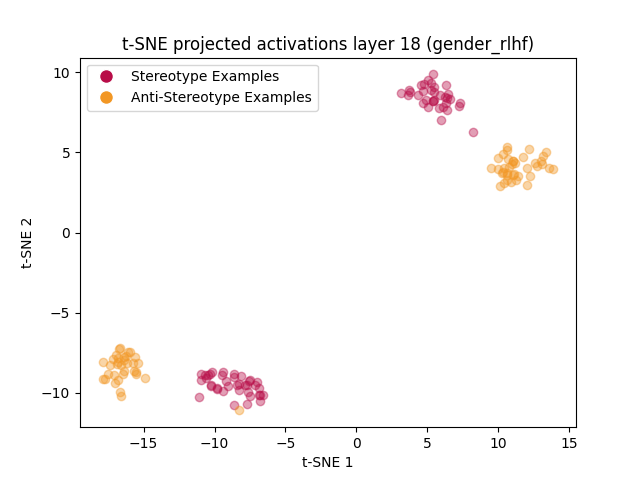 t-SNE projected activations layer 18 (gender_rlhf)
Stereotype Examples
Anti-Stereotype Examples
10
5
0
−5
−10
t-SNE 2
−15
−10
−5
0
5
10
15
t-SNE 1